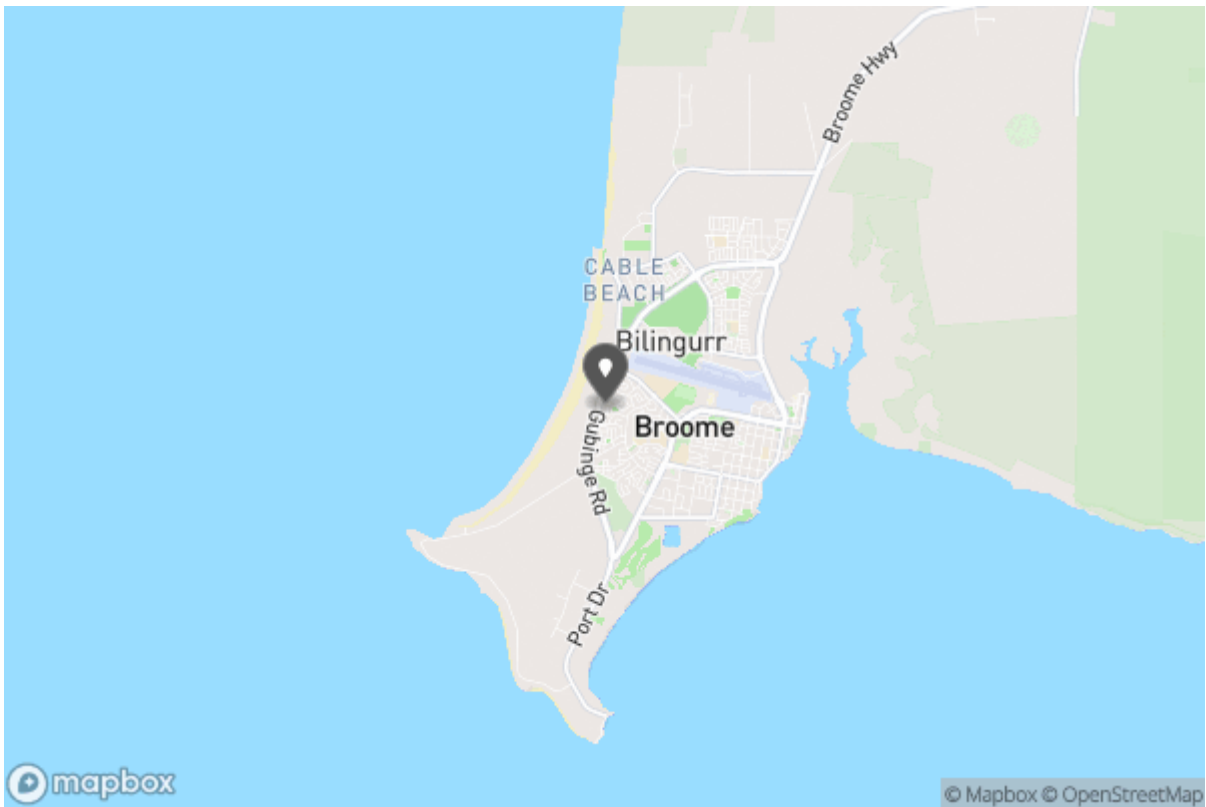 Broome Hwy
CABLE
BEACH
Bilingurr
Broome
Gubinge Rd
Port Dr
mapbox
© Mapbox © OpenStreetMap